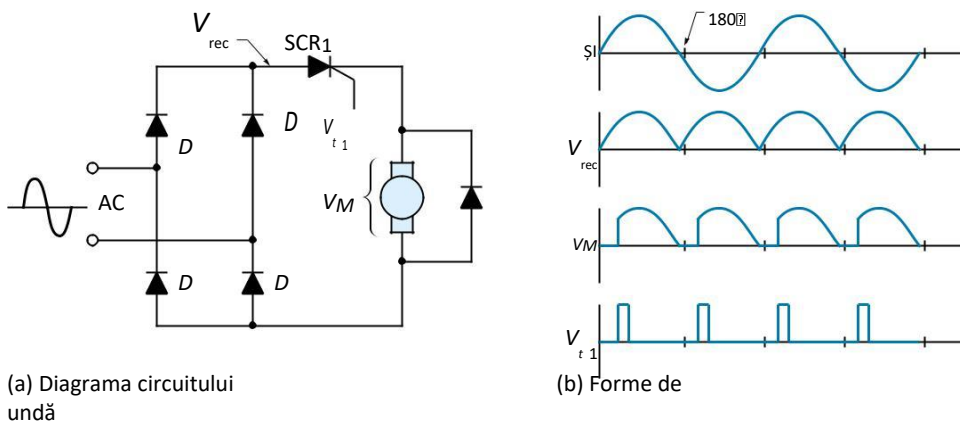 V
rec
SCR1
D
D
V
t 1
AC
VM
D
D
(a) Diagrama circuitului
undă
180⍰
ȘI
V
rec
VM
V
t 1
(b) Forme de